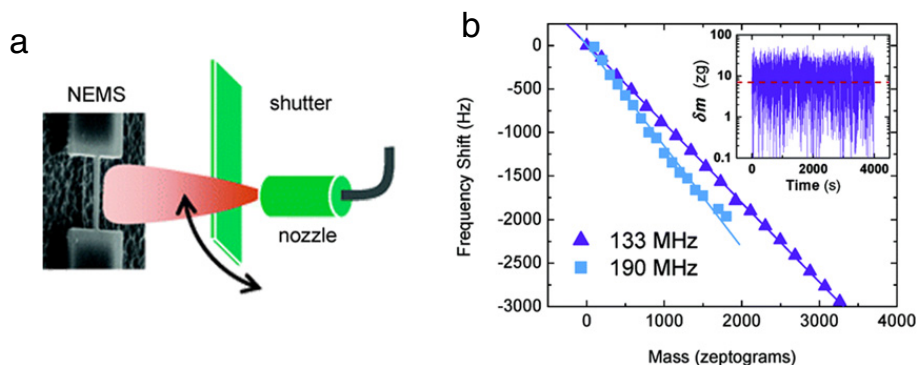 a
NEMS
shutter
nozzle
b
Frequency Shift (Hz)
0
-500
-1000
-1500
-2000
-2500
-3000
133 MHz
190 MHz
0 1000 2000 3000 4000
Mass (zeptograms)
δm (zg)
100
10
1
0.1
0 2000 4000
Time (s)